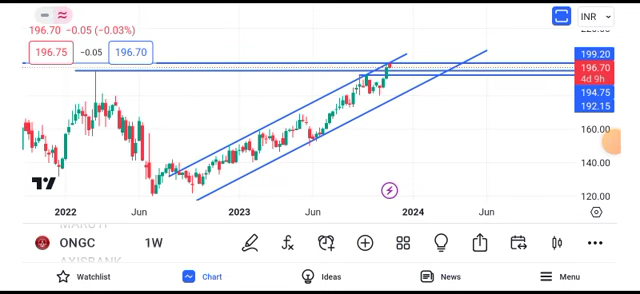 196.70 -0.05 (-0.03%)
INR
196.75 -0.05 196.70
199.20
196.70
4d 9h
194.75
192.15
160.00
140.00
120.00
2022 Jun 2023 Jun 2024 Jun
ONGC 1W
AXISBANK
Watchlist Chart Ideas News Menu